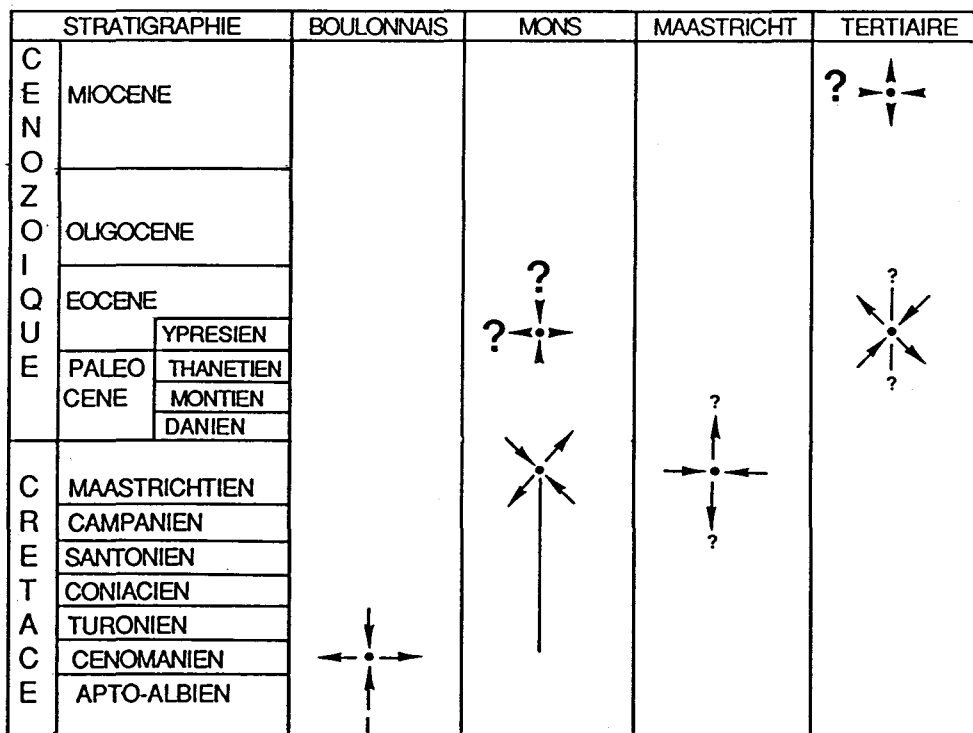 STRATIGRAPHIE BOULONNAIS MONS MAASTRICHT TERTIAIRE
CENOZOIQUE
MIOCENE
?
OLIGOCENE
EOCENE
? ?
YPRESIEN
?
PALEO THANETIEN
?
CENE MONTIEN
?
DANIEN
CRETACE
MAASTRICHTIEN
CAMPANIEN
?
SANTONIEN
CONIACIEN
TURONIEN
CENOMANIEN
APTO-ALBIEN